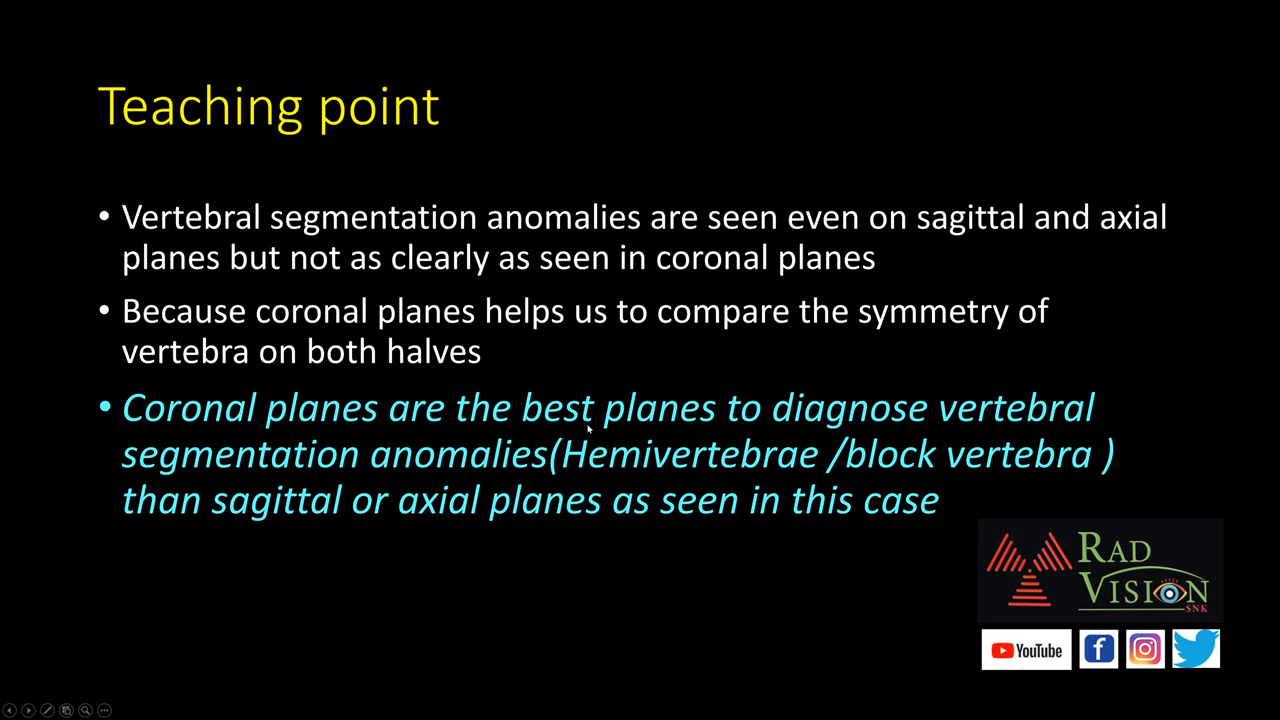 Teaching point
• Vertebral segmentation anomalies are seen even on sagittal and axial
planes but not as clearly as seen in coronal planes
• Because coronal planes helps us to compare the symmetry of
vertebra on both halves
• Coronal planes are the best planes to diagnose vertebral
segmentation anomalies(Hemivertebrae /block vertebra )
than sagittal or axial planes as seen in this case
RAD
VISION
SNK
YouTube